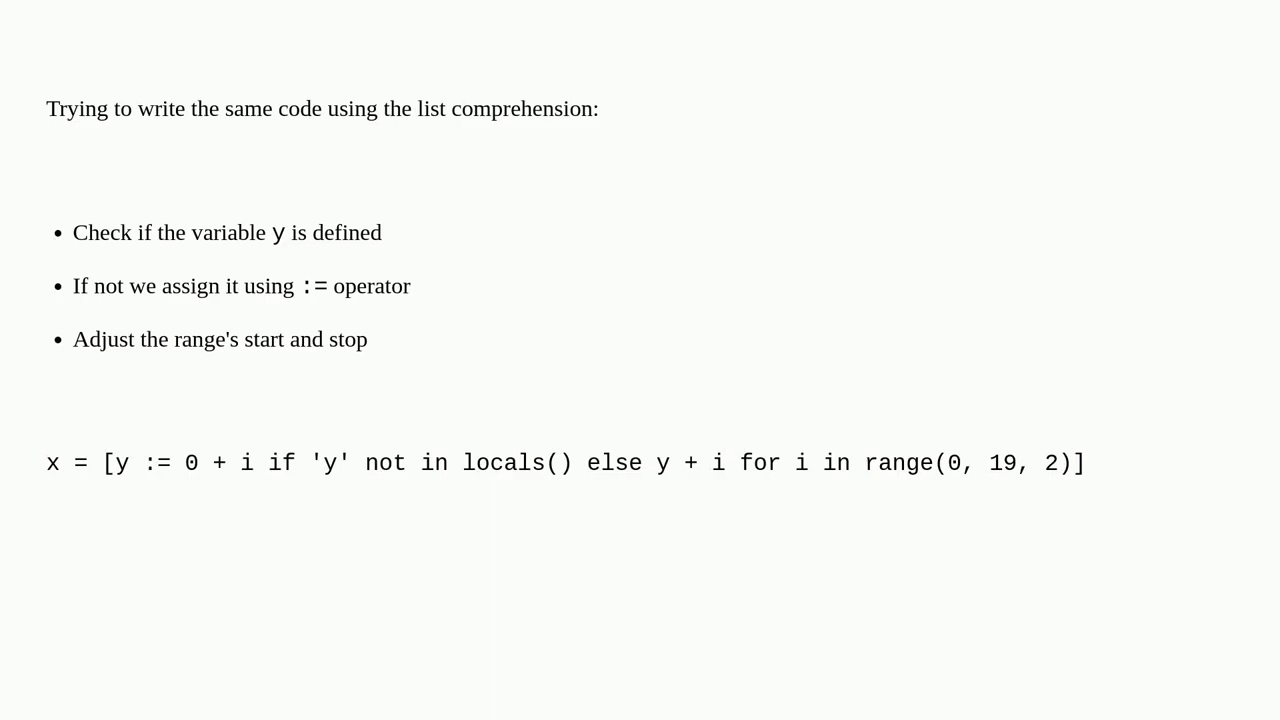 Trying to write the same code using the list comprehension:
• Check if the variable y is defined
• If not we assign it using := operator
• Adjust the range's start and stop
x = [y := 0 + i if 'y' not in locals() else y + i for i in range(0, 19, 2)]